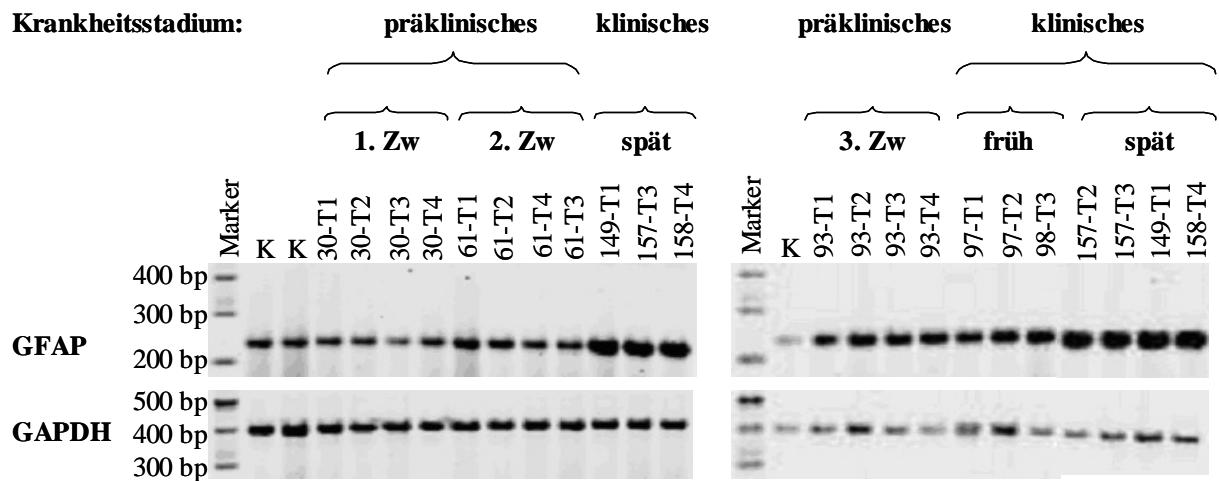 Krankheitsstadium: präklinisches klinisches präklinisches klinisches
1. Zw 2. Zw spät 3. Zw früh spät
Marker K K 30-T1 30-T2 30-T3 30-T4 61-T1 61-T2 61-T4 61-T3 149-T1 157-T3 158-T4 Marker K 93-T1 93-T2 93-T3 93-T4 97-T1 97-T2 98-T3 157-T2 157-T3 149-T1 158-T4
400 bp
300 bp
GFAP
200 bp
500 bp
GAPDH 400 bp
300 bp